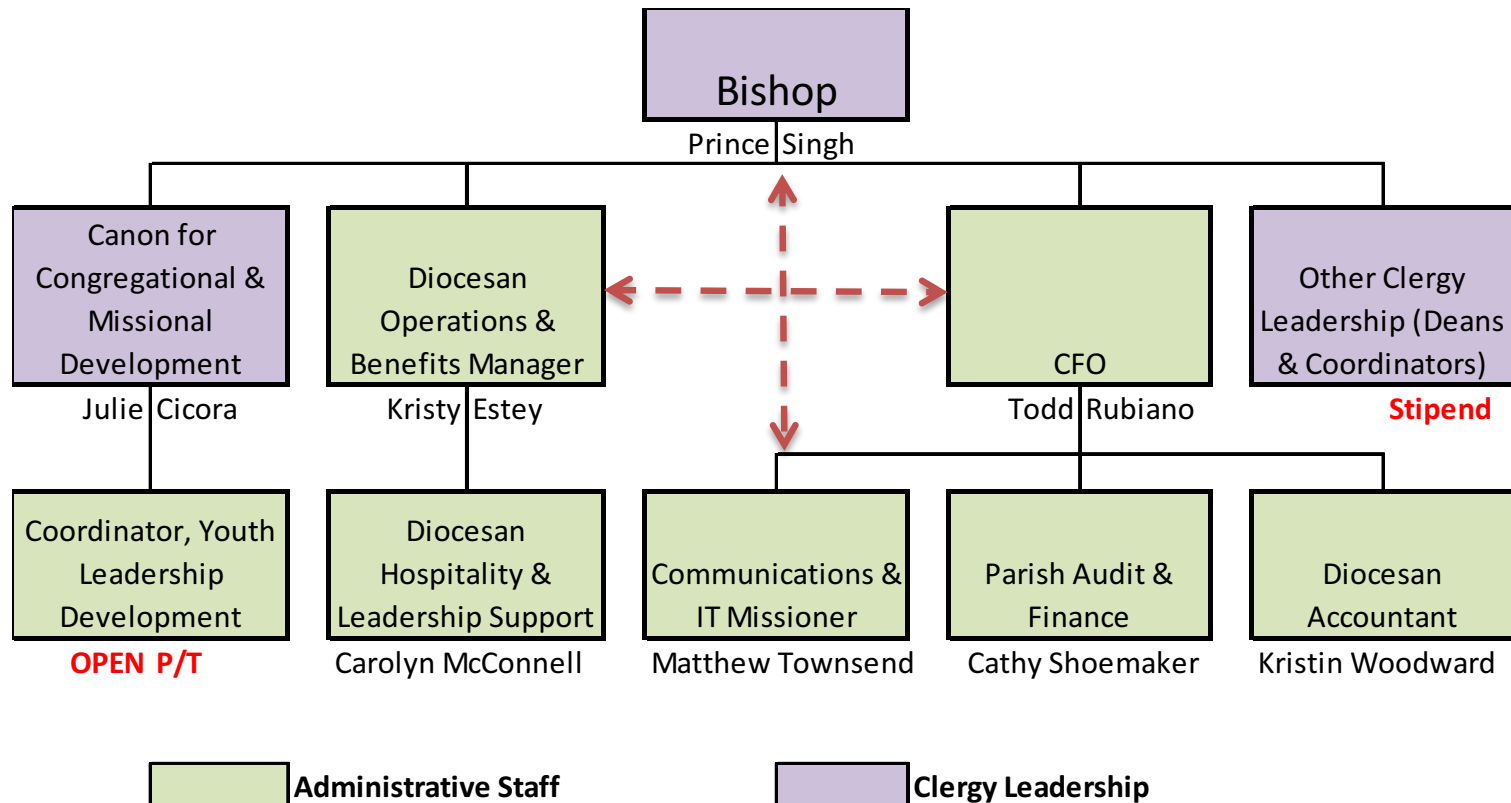 Bishop
Prince Singh
Canon for
Congregational &
Missional
Development
Julie Cicora
Diocesan
Operations &
Benefits Manager
Kristy Estey
CFO
Todd Rubiano
Other Clergy
Leadership (Deans
& Coordinators)
Stipend
Coordinator, Youth
Leadership
Development
OPEN P/T
Diocesan
Hospitality &
Leadership Support
Carolyn McConnell
Communications &
IT Missioner
Matthew Townsend
Parish Audit &
Finance
Cathy Shoemaker
Diocesan
Accountant
Kristin Woodward
Administrative Staff
Clergy Leadership